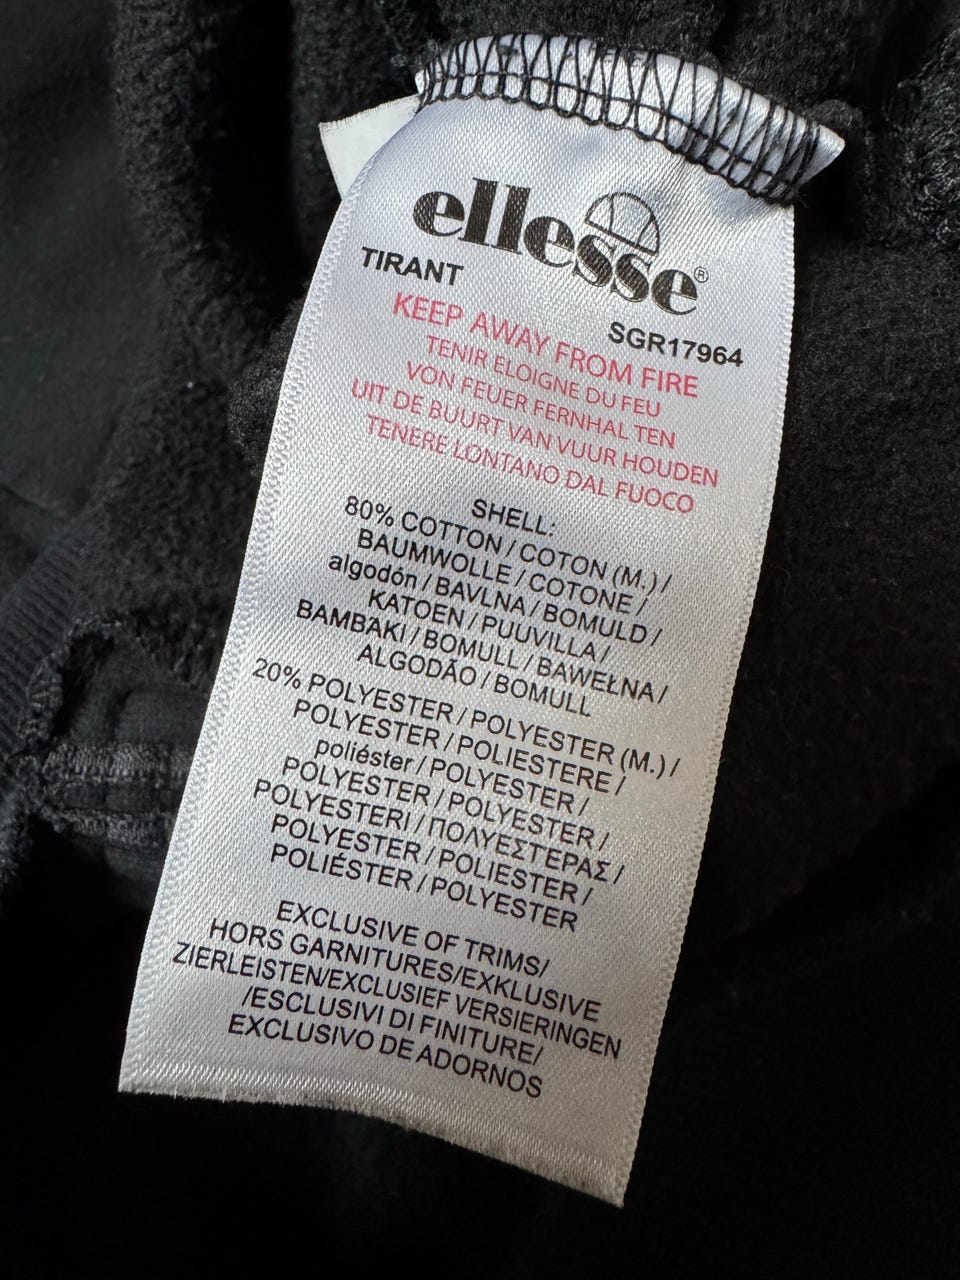 ellesse®
TIRANT
SGR17964
KEEP AWAY FROM FIRE
TENIR ELOIGNE DU FEU
VON FEUER FERNHAL TEN
UIT DE BUURT VAN VUUR HOUDEN
TENERE LONTANO DAL FUOCO
SHELL:
80% COTTON / COTON (M.) /
BAUMWOLLE / COTONE /
algodón / BAVLNA / BOMULD /
KATOEN / PUUVILLA /
BAMBAKI / BOMULL / BAWEŁNA /
ALGODÃO / BOMULL
20% POLYESTER / POLYESTER (M.) /
POLYESTER / POLIESTERE /
poliéster / POLYESTER /
POLYESTER / POLYESTER /
POLYESTERI / ΠΟΛΥΕΣΤΕΡΑΣ /
POLYESTER / POLIESTER /
POLIÉSTER / POLYESTER
EXCLUSIVE OF TRIMS/
HORS GARNITURES/EXKLUSIVE
ZIERLEISTEN/EXCLUSIEF VERSIERINGEN
/ESCLUSIVI DI FINITURE/
EXCLUSIVO DE ADORNOS